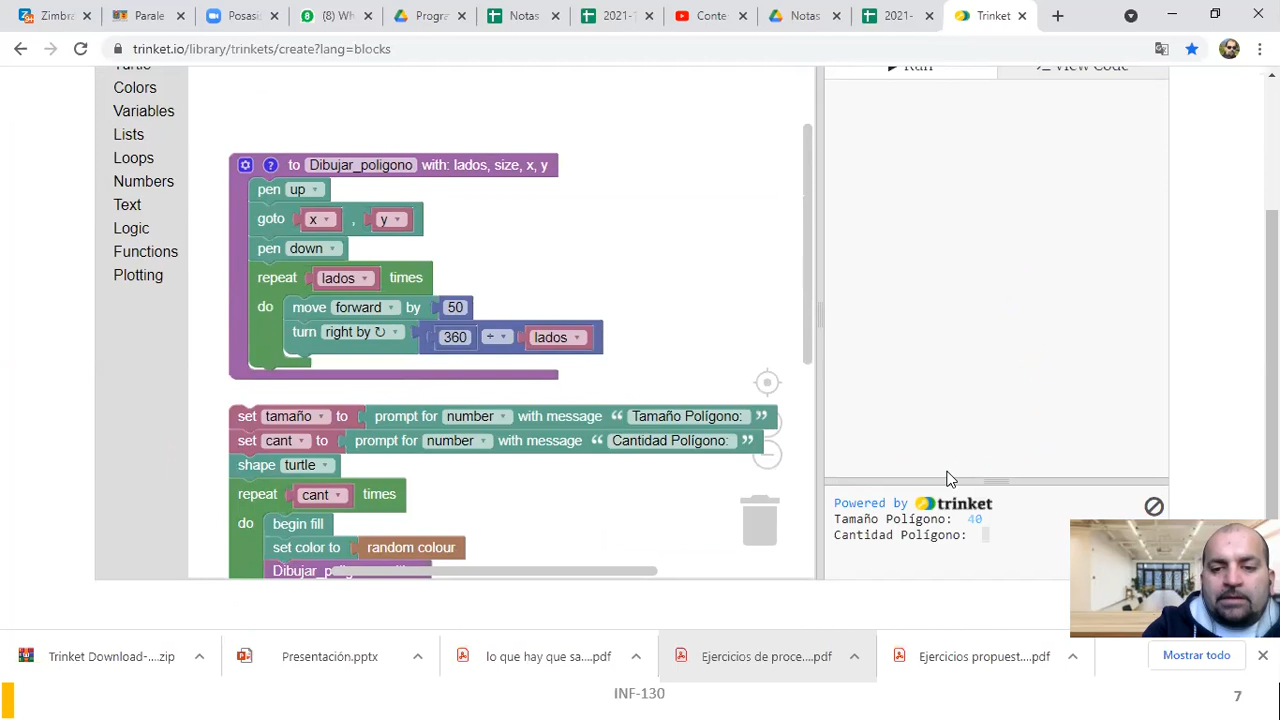 Zimbra
Parale
Posas
(8) Wh
Progra
Notas
2021-
Conte
Notas
2021-
Trinket
trinket.io/library/trinkets/create?lang=blocks
Colors
Variables
Lists
Loops
Numbers
Text
Logic
Functions
Plotting
to Dibujar_poligono with: lados, size, x, y
pen up
goto x , y
pen down
repeat lados times
do move forward by 50
turn right by ↻ 360 ÷ lados
set tamaño to prompt for number with message “ Tamaño Polígono: ”
set cant to prompt for number with message “ Cantidad Polígono: ”
shape turtle
repeat cant times
do begin fill
set color to random colour
Run
View Code
Powered by trinket
Tamaño Polígono: 40
Cantidad Polígono:
Trinket Download-....zip
Presentación.pptx
lo que hay que sa....pdf
Ejercicios de proce....pdf
Ejercicios propuest....pdf
Mostrar todo
INF-130
7